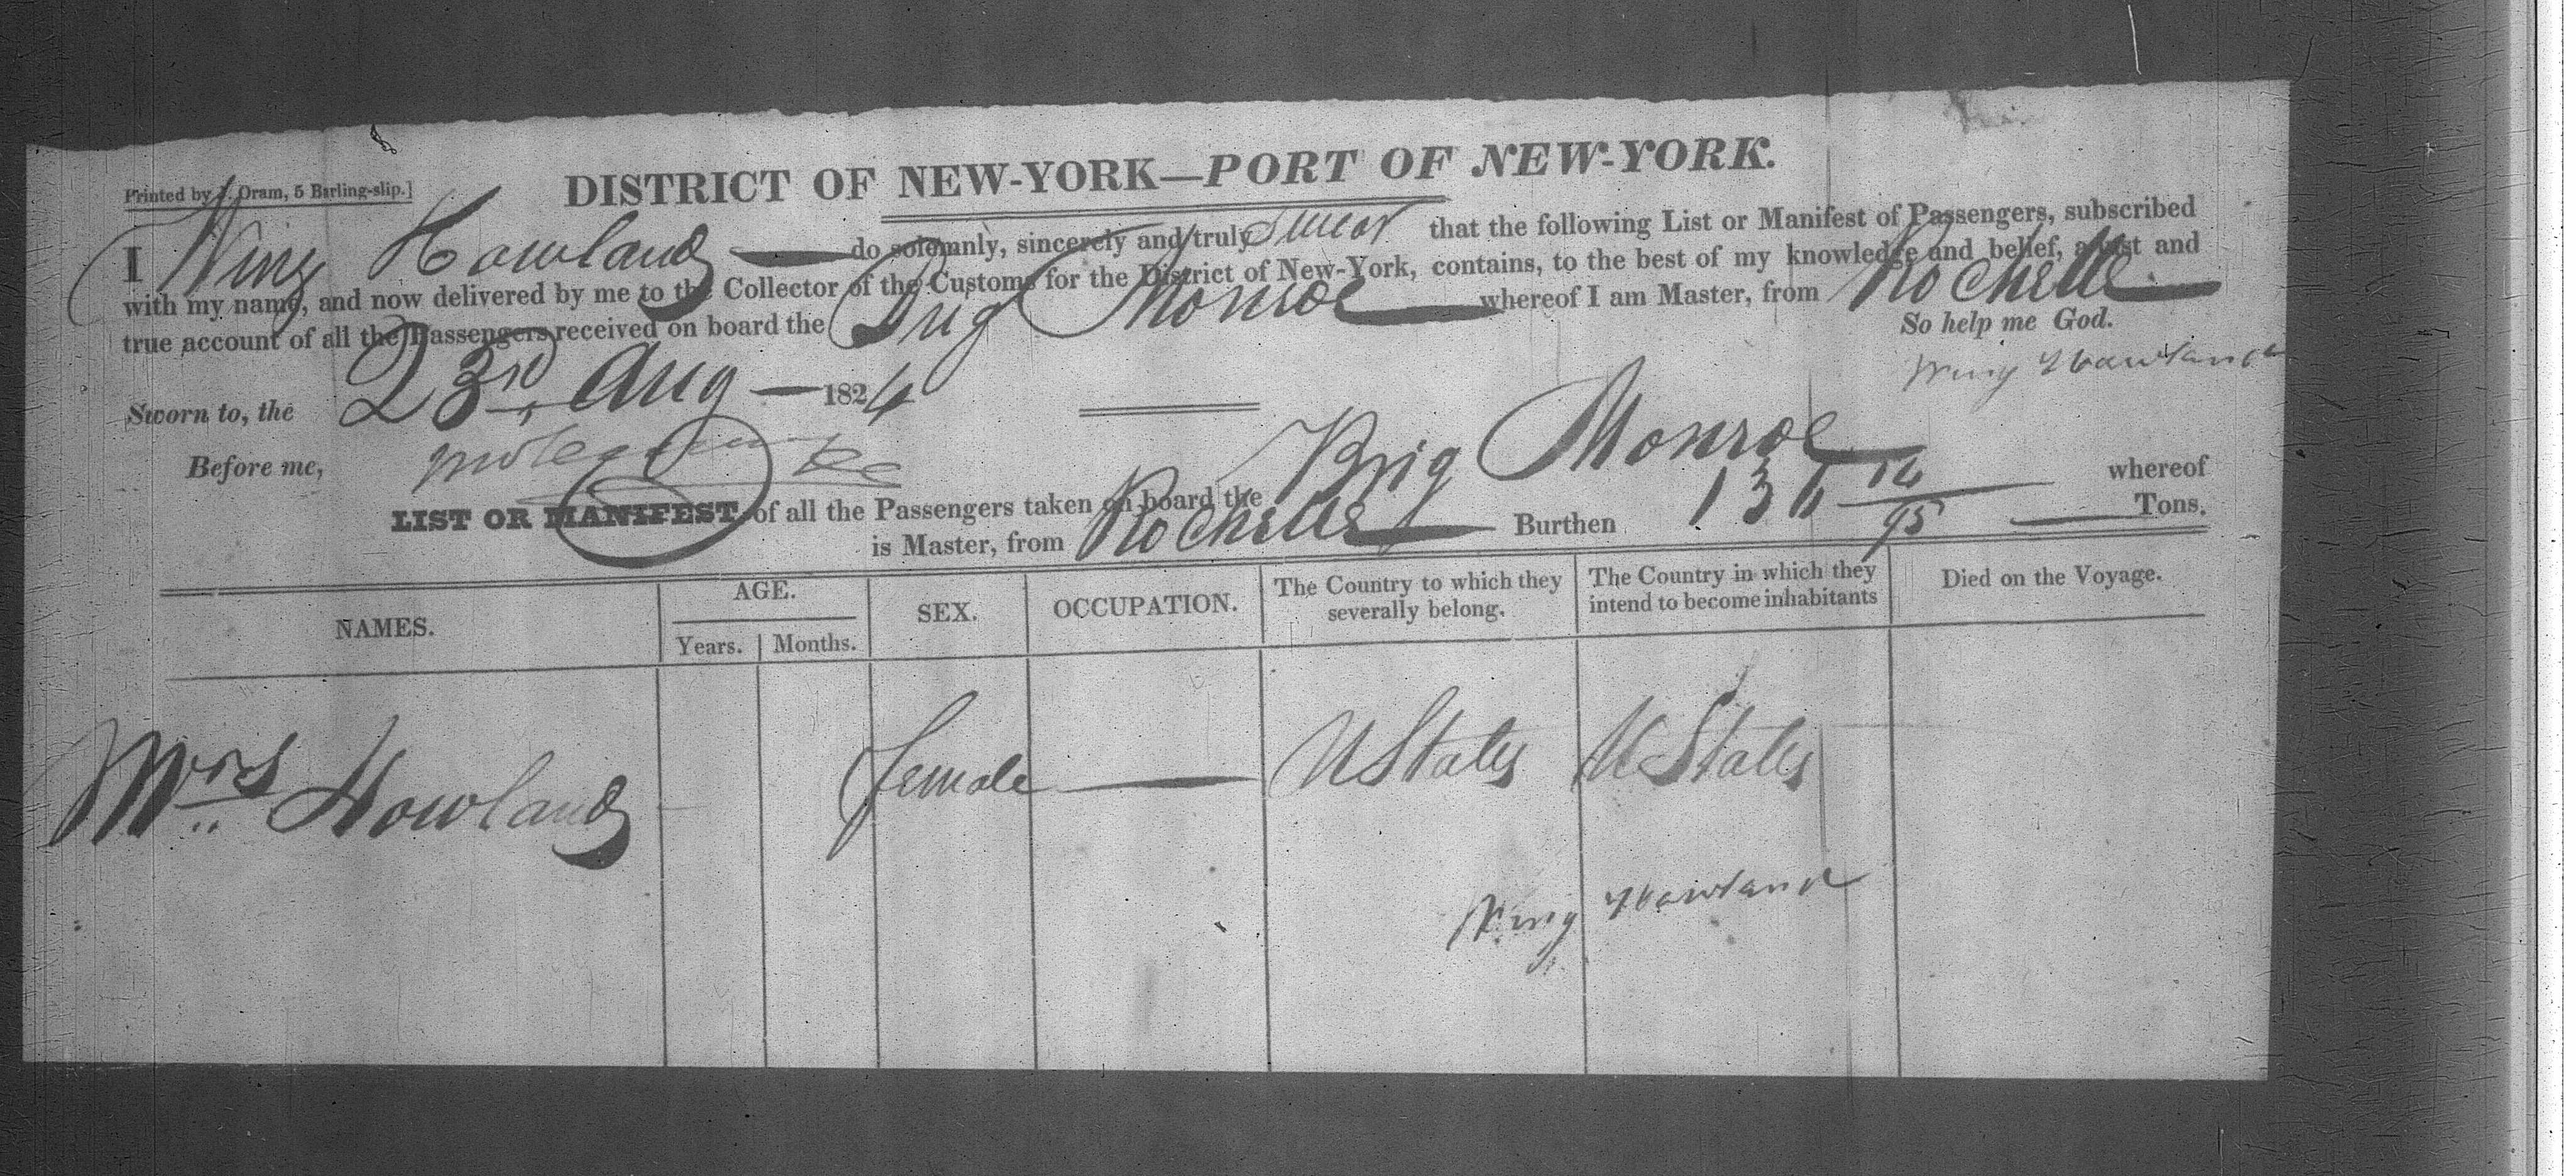 DISTRICT OF NEW-YORK—PORT OF NEW-YORK.
Printed by J. Oram, 5 Burling-slip.]
I Wing Howland do solemnly, sincerely and truly swear that the following List or Manifest of Passengers, subscribed
with my name, and now delivered by me to the Collector of the Customs for the District of New-York, contains, to the best of my knowledge and belief, a just and
true account of all the Passengers received on board the Brig Monroe whereof I am Master, from Rochelle
So help me God.
Sworn to, the 23rd Aug 1824
Wing Howland
Before me,
LIST OR MANIFEST, of all the Passengers taken on board the Brig Monroe whereof
is Master, from Rochelle Burthen Tons.
NAMES. AGE. SEX. OCCUPATION. The Country to which they severally belong. The Country in which they intend to become inhabitants Died on the Voyage.
Years. Months.
Mrs Howland female — U States U States
Wing Howland